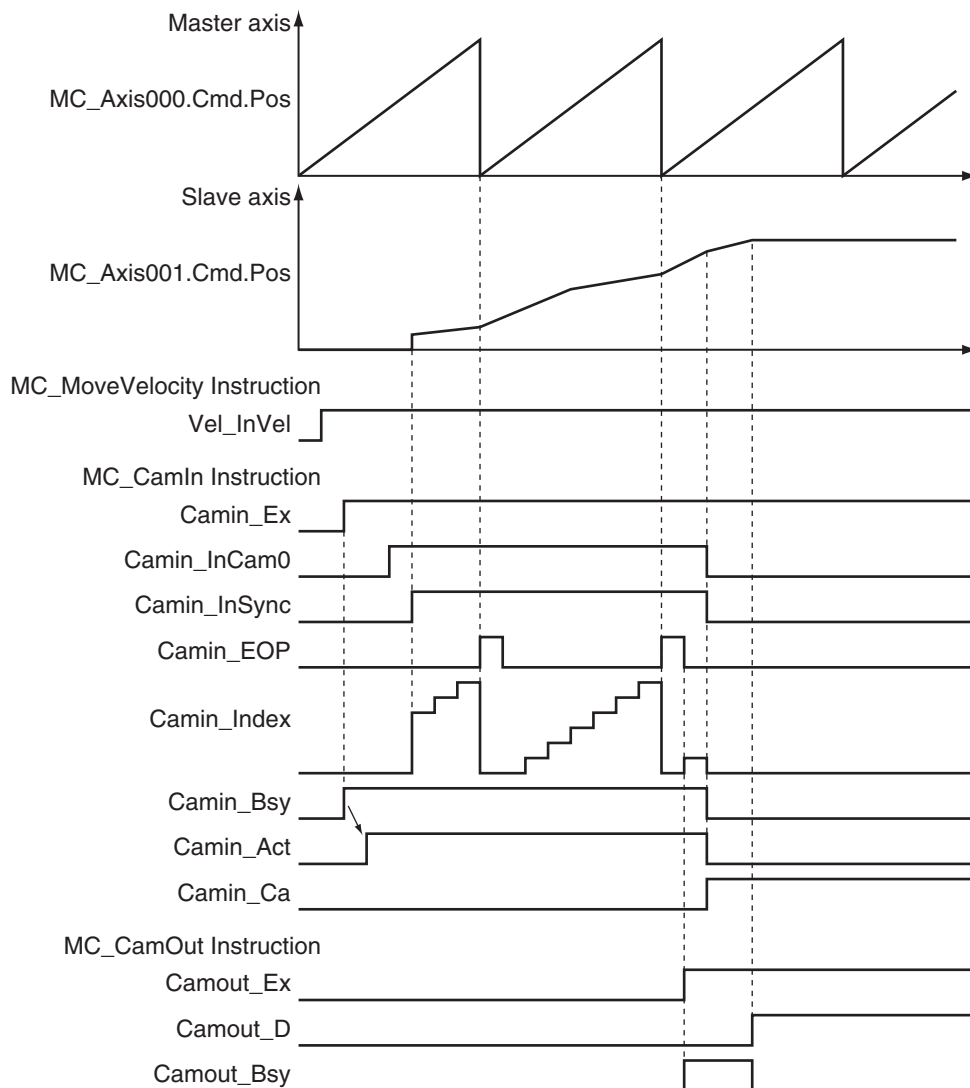 Master axis
MC_Axis000.Cmd.Pos
Slave axis
MC_Axis001.Cmd.Pos
MC_MoveVelocity Instruction
Vel_InVel
MC_CamIn Instruction
Camin_Ex
Camin_InCam0
Camin_InSync
Camin_EOP
Camin_Index
Camin_Bsy
Camin_Act
Camin_Ca
MC_CamOut Instruction
Camout_Ex
Camout_D
Camout_Bsy